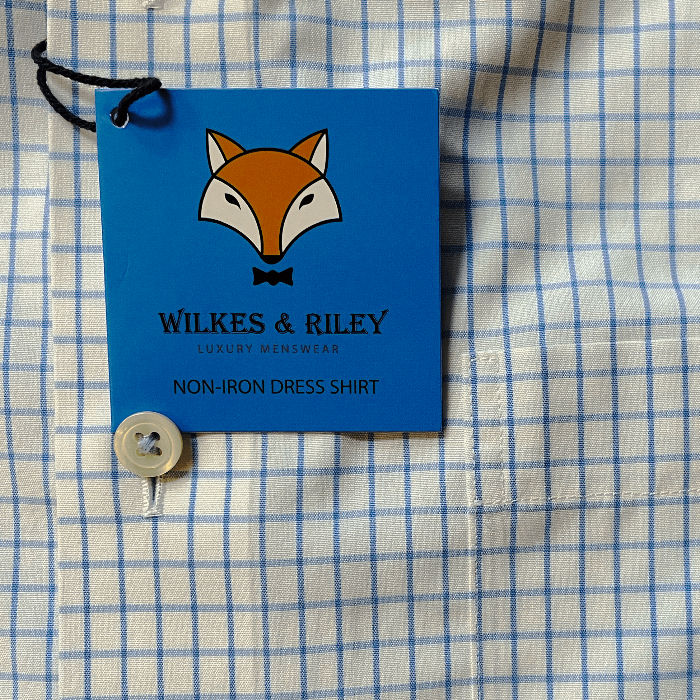 WILKES & RILEY
LUXURY MENSWEAR
NON-IRON DRESS SHIRT